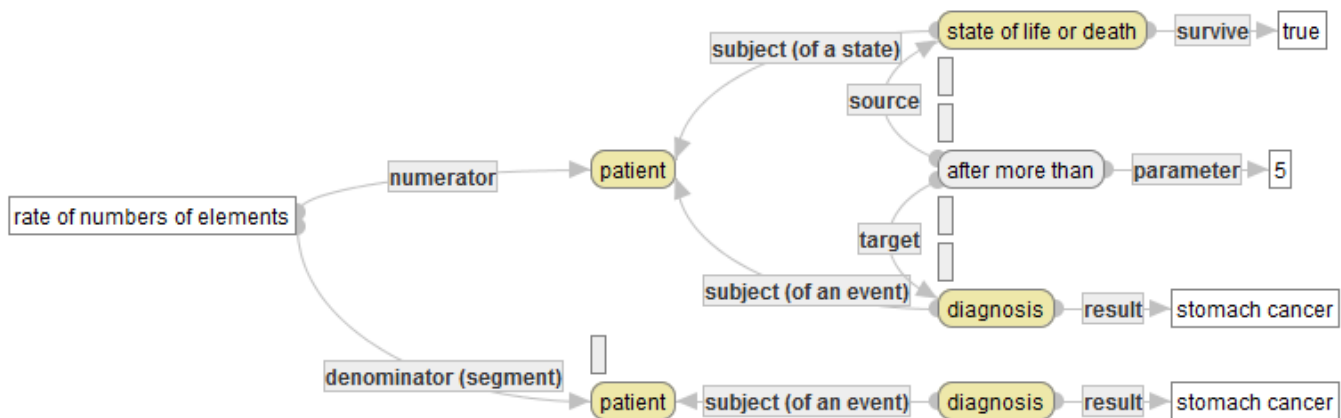 state of life or death
survive
true
subject (of a state)
source
patient
after more than
parameter
5
numerator
rate of numbers of elements
target
subject (of an event)
diagnosis
result
stomach cancer
denominator (segment)
patient
subject (of an event)
diagnosis
result
stomach cancer